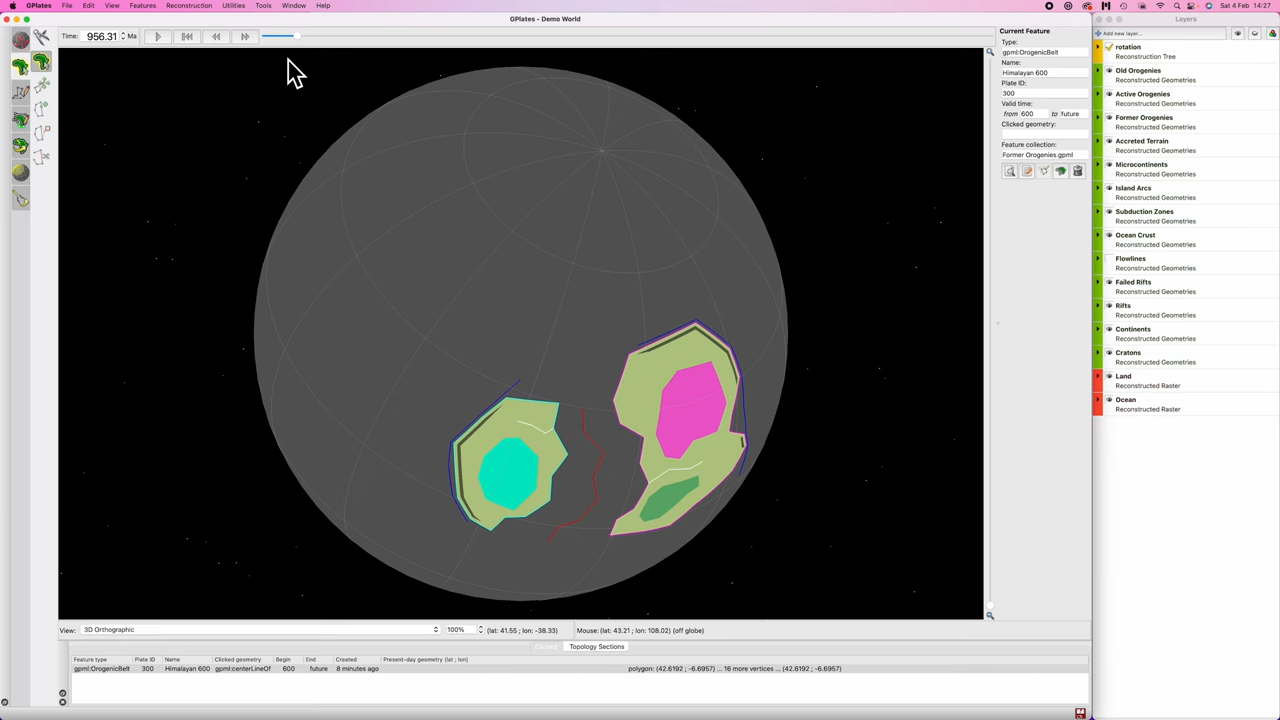 GPlates File Edit View Features Reconstruction Utilities Tools Window Help Sat 4 Feb 14:27
GPlates - Demo World
Time: 956.31 Ma
Current Feature
Type:
gpml:OrogenicBelt
Name:
Himalayan 600
Plate ID:
300
Valid time:
from 600 to future
Clicked geometry:
Feature collection:
Former Orogenies.gpml
Layers
Add new layer...
rotation
Reconstruction Tree
Old Orogenies
Reconstructed Geometries
Active Orogenies
Reconstructed Geometries
Former Orogenies
Reconstructed Geometries
Accreted Terrain
Reconstructed Geometries
Microcontinents
Reconstructed Geometries
Island Arcs
Reconstructed Geometries
Subduction Zones
Reconstructed Geometries
Ocean Crust
Reconstructed Geometries
Flowlines
Reconstructed Geometries
Failed Rifts
Reconstructed Geometries
Rifts
Reconstructed Geometries
Continents
Reconstructed Geometries
Cratons
Reconstructed Geometries
Land
Reconstructed Raster
Ocean
Reconstructed Raster
View: 3D Orthographic 100% (lat: 41.55 ; lon: -38.33) Mouse: (lat: 43.21 ; lon: 108.02) (off globe)
Clicked Topology Sections
Feature type Plate ID Name Clicked geometry Begin End Created Present-day geometry (lat ; lon)
gpml:OrogenicBelt 300 Himalayan 600 gpml:centerLineOf 600 future 8 minutes ago polygon: (42.6192 ; -6.6957) ... 16 more vertices ... (42.6192 ; -6.6957)